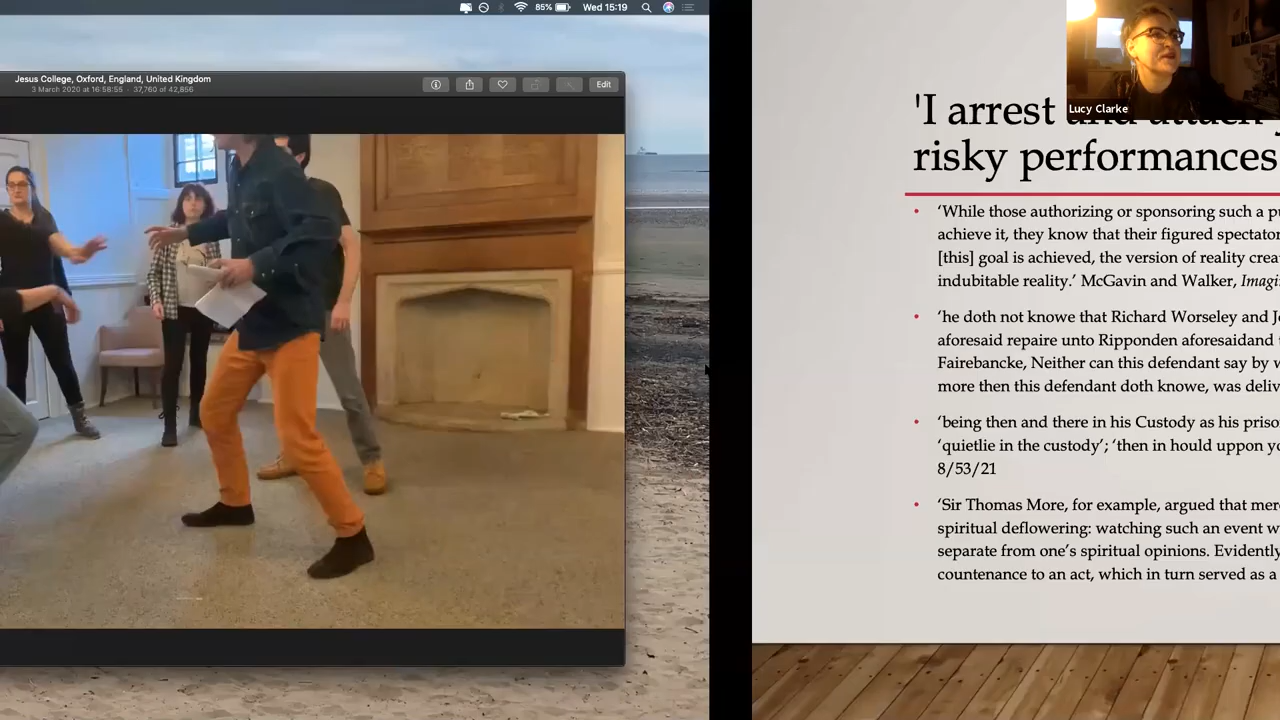 85%
Wed 15:19
Jesus College, Oxford, England, United Kingdom
3 March 2020 at 16:58:55 · 37,760 of 42,856
Edit
Lucy Clarke
'I arrest and attach
risky performances
‘While those authorizing or sponsoring such a p
achieve it, they know that their figured spectator
[this] goal is achieved, the version of reality crea
indubitable reality.’ McGavin and Walker, Imagi
‘he doth not knowe that Richard Worseley and J
aforesaid repaire unto Ripponden aforesaidand
Fairebancke, Neither can this defendant say by w
more then this defendant doth knowe, was deliv
‘being then and there in his Custody as his priso
‘quietlie in the custody’; ‘then in hould uppon yo
8/53/21
‘Sir Thomas More, for example, argued that mere
spiritual deflowering: watching such an event w
separate from one’s spiritual opinions. Evidently
countenance to an act, which in turn served as a